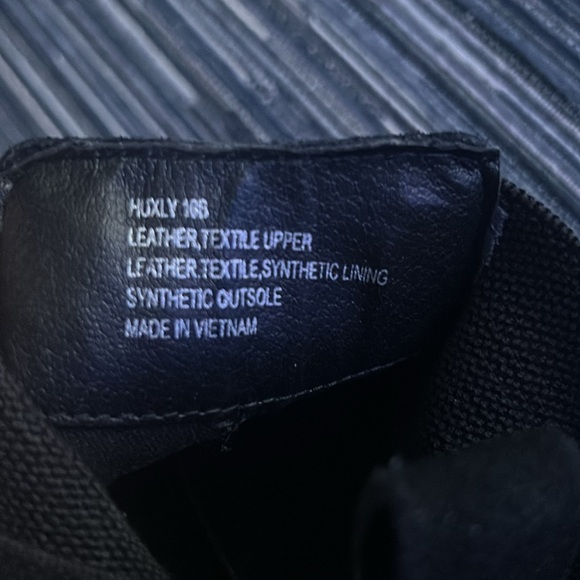 HUXLY 16B
LEATHER,TEXTILE UPPER
LEATHER.TEXTILE,SYNTHETIC LINING
SYNTHETIC OUTSOLE
MADE IN VIETNAM